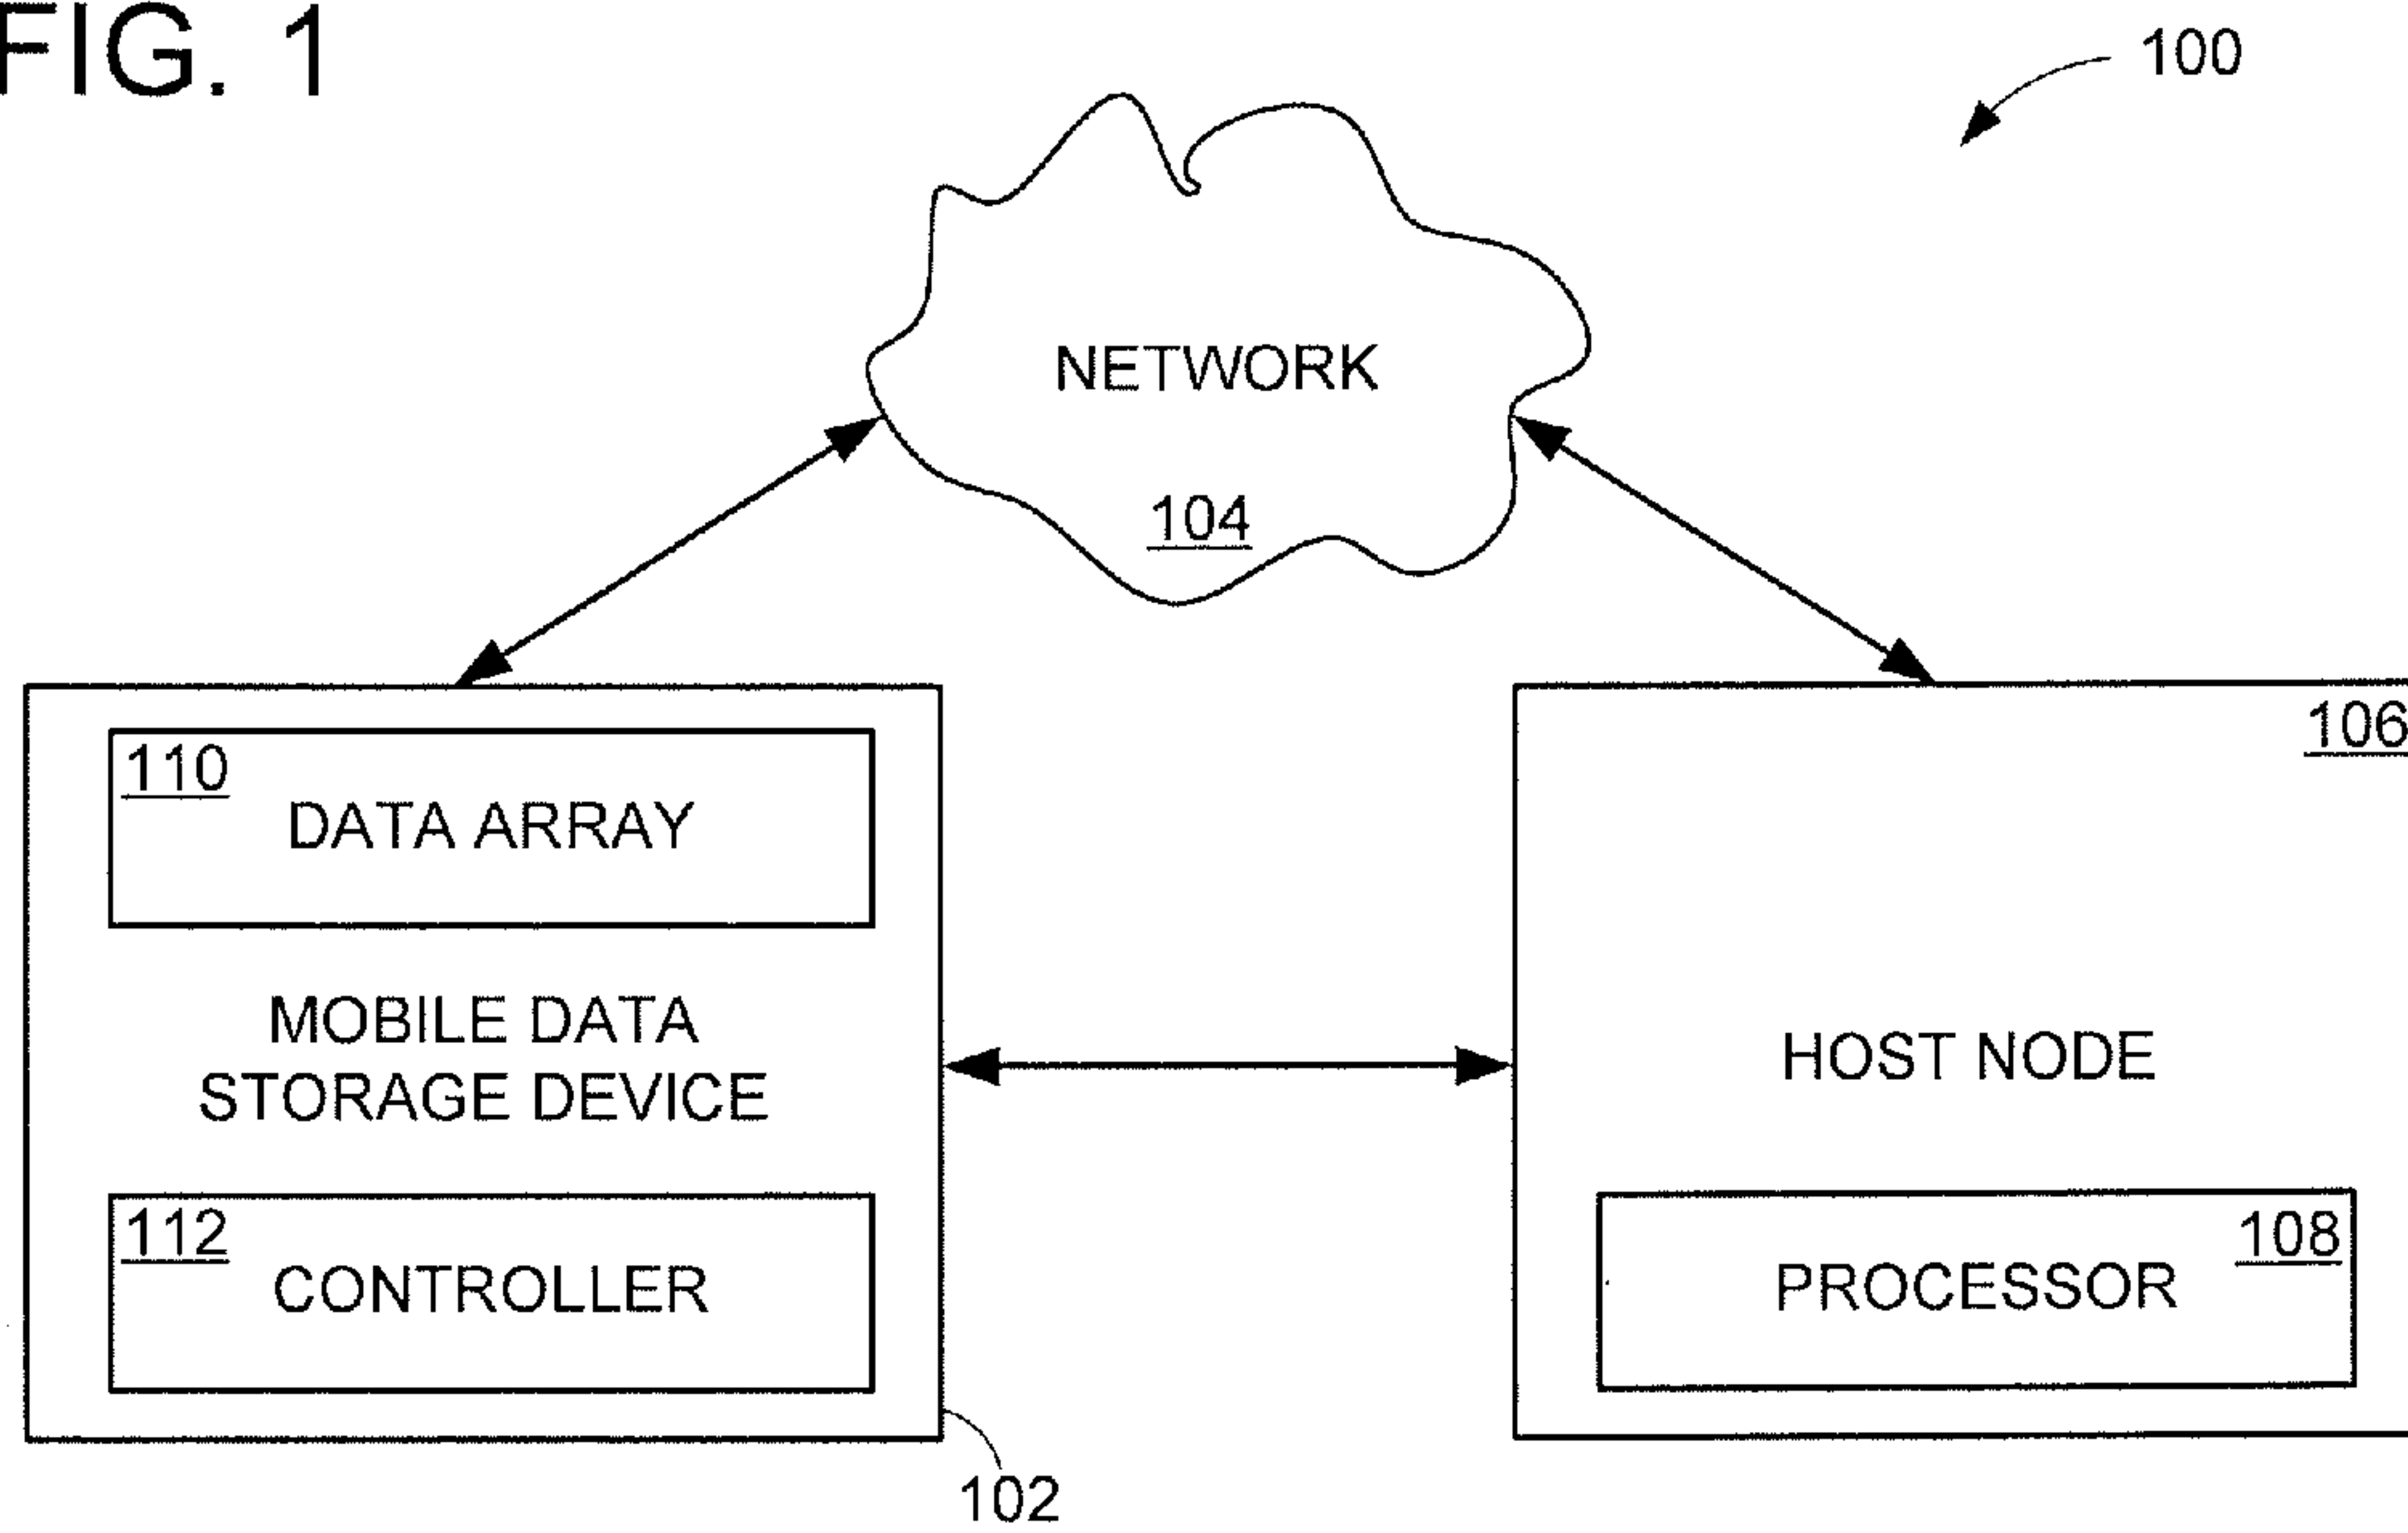 FIG. 1
100
NETWORK
104
106
110
DATA ARRAY
MOBILE DATA
STORAGE DEVICE
HOST NODE
112
CONTROLLER
108
PROCESSOR
102